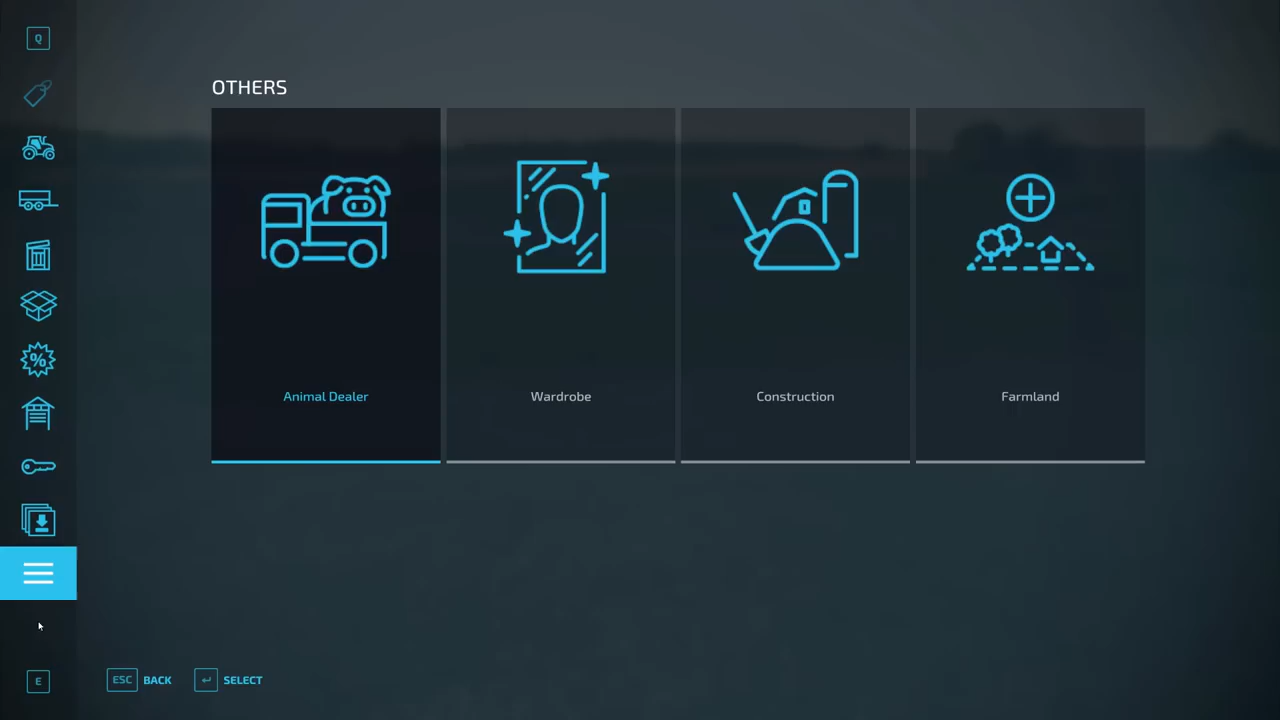 Q
OTHERS
%
Animal Dealer
Wardrobe
Construction
Farmland
E
ESC BACK
SELECT